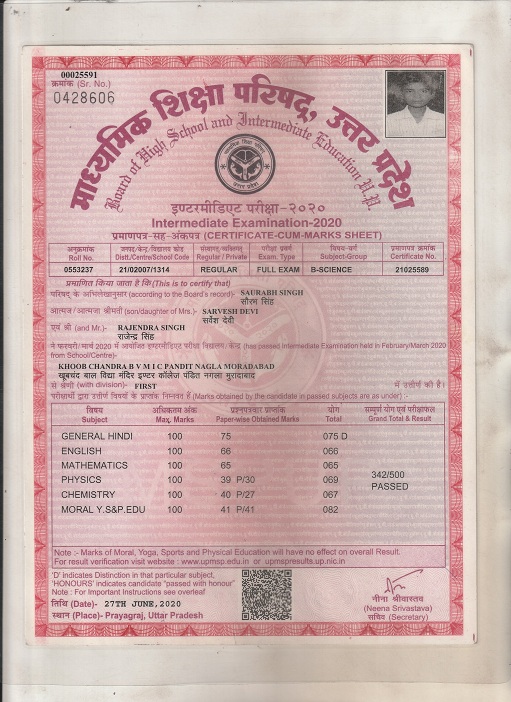 00025591
क्रमांक (Sr. No.)
0428606
माध्यमिक शिक्षा परिषद्, उत्तर प्रदेश
Board of High School and Intermediate Education U.P.
इण्टरमीडिएट परीक्षा-२०२०
Intermediate Examination-2020
प्रमाणपत्र-सह-अंकपत्र (CERTIFICATE-CUM-MARKS SHEET)
अनुक्रमांक जनपद/केन्द्र/विद्यालय कोड संस्थागत/व्यक्तिगत परीक्षा प्रवर्ग विषय-वर्ग प्रमाणपत्र क्रमांक
Roll No. Distt./Centre/School Code Regular / Private Exam. Type Subject-Group Certificate No.
0553237 21/02007/1314 REGULAR FULL EXAM B-SCIENCE 21025589
प्रमाणित किया जाता है कि(This is to certify that)
परिषद् के अभिलेखानुसार (according to the Board's record)- SAURABH SINGH
सौरभ सिंह
आत्मज / आत्मजा श्रीमती (son/daughter of Mrs.)- SARVESH DEVI
सर्वेश देवी
एवं श्री (and Mr.)- RAJENDRA SINGH
राजेन्द्र सिंह
ने फरवरी/मार्च 2020 में आयोजित इण्टरमीडिएट परीक्षा विद्यालय / केन्द्र (has passed Intermediate Examination held in February/March 2020
from School/Centre)-
KHOOB CHANDRA B V M I C PANDIT NAGLA MORADABAD
खूबचंद बाल विद्या मंदिर इण्टर कॉलेज पंडित नगला मुरादाबाद
से श्रेणी (with division)- FIRST में उत्तीर्ण की है।
परीक्षार्थी द्वारा उत्तीर्ण विषयों के प्राप्तांक निम्नवत हैं (Marks obtained by the candidate in passed subjects are as under) :-
विषय अधिकतम अंक प्रश्नपत्रवार प्राप्तांक योग सम्पूर्ण योग एवं परीक्षाफल
Subject Max. Marks Paper-wise Obtained Marks Total Grand Total & Result
GENERAL HINDI 100 75 075 D
ENGLISH 100 66 066
MATHEMATICS 100 65 065
PHYSICS 100 39 P/30 069 342/500
PASSED
CHEMISTRY 100 40 P/27 067
MORAL Y.S&P.EDU 100 41 P/41 082
Note :- Marks of Moral, Yoga, Sports and Physical Education will have no effect on overall Result.
For result verification visit website : www.upmsp.edu.in or upmspresults.up.nic.in
'D' indicates Distinction in that particular subject,
'HONOURS' indicates candidate "passed with honour"
Note : For Important Instructions see overleaf
तिथि (Date)- 27TH JUNE,2020
स्थान (Place)- Prayagraj, Uttar Pradesh
नीना श्रीवास्तव
(Neena Srivastava)
सचिव (Secretary)